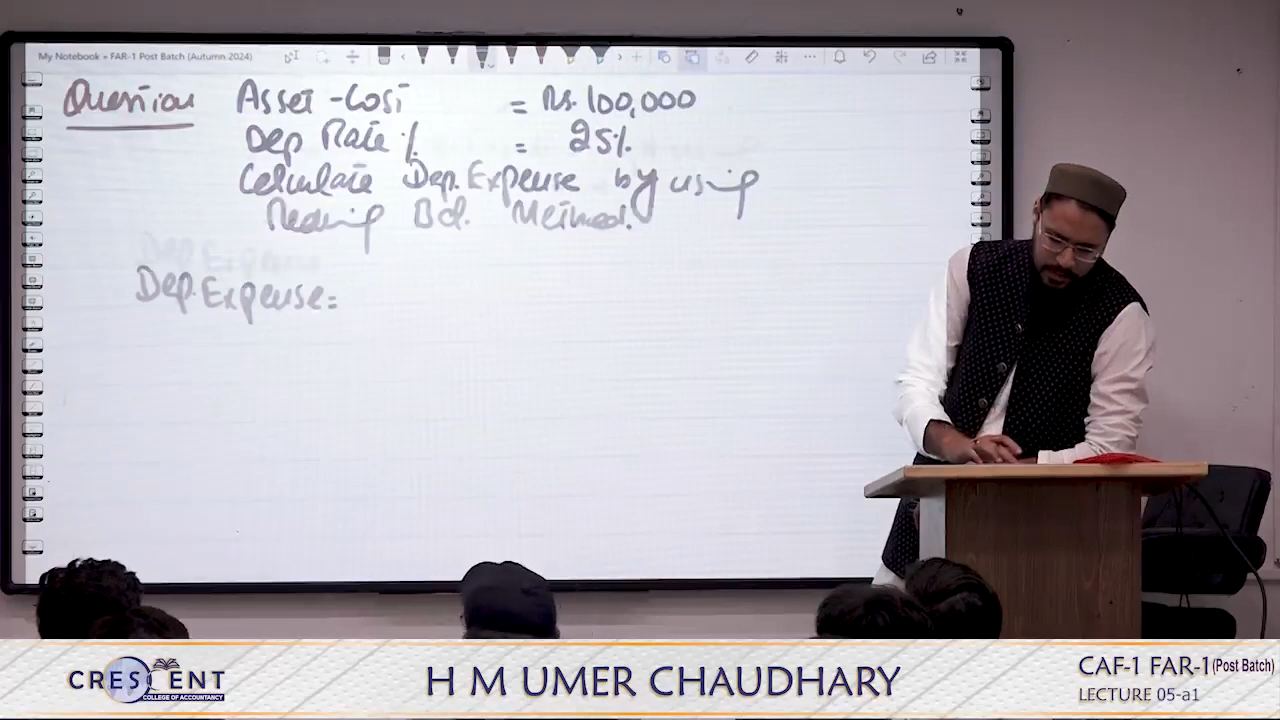 My Notebook » FAR-1 Post Batch (Autumn 2024)
Question Asset - Cost = Rs. 100,000
Dep Rate % = 25%
Calculate Dep. Expense by using
Bal. Method.
Dep Expense
Dep. Expense =
CRESCENT
COLLEGE OF ACCOUNTANCY
H M UMER CHAUDHARY
CAF-1 FAR-1 (Post Batch)
LECTURE 05-a1